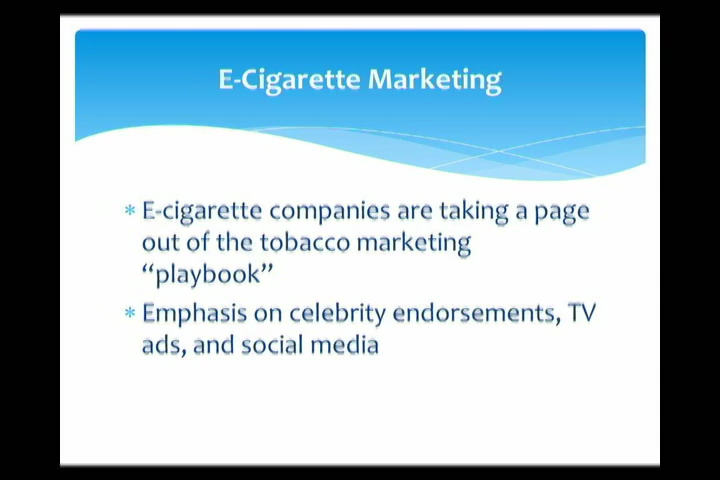 E-Cigarette Marketing
* E-cigarette companies are taking a page
out of the tobacco marketing
“playbook”
* Emphasis on celebrity endorsements, TV
ads, and social media